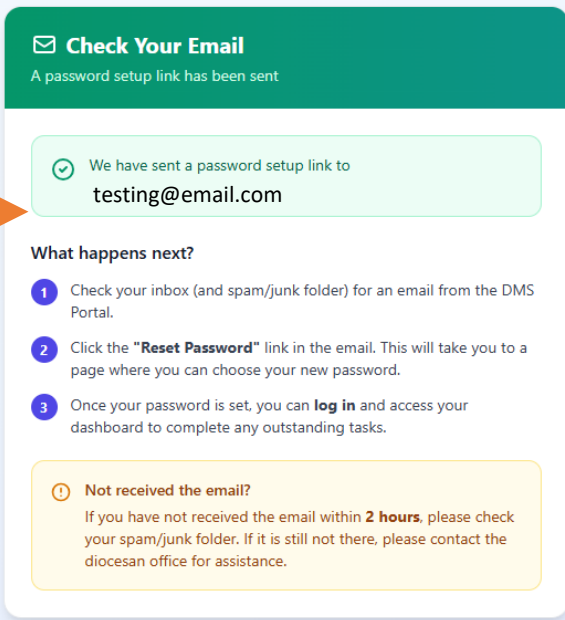 Check Your Email
A password setup link has been sent
We have sent a password setup link to
testing@email.com
What happens next?
1 Check your inbox (and spam/junk folder) for an email from the DMS
Portal.
2 Click the "Reset Password" link in the email. This will take you to a
page where you can choose your new password.
3 Once your password is set, you can log in and access your
dashboard to complete any outstanding tasks.
Not received the email?
If you have not received the email within 2 hours, please check
your spam/junk folder. If it is still not there, please contact the
diocesan office for assistance.